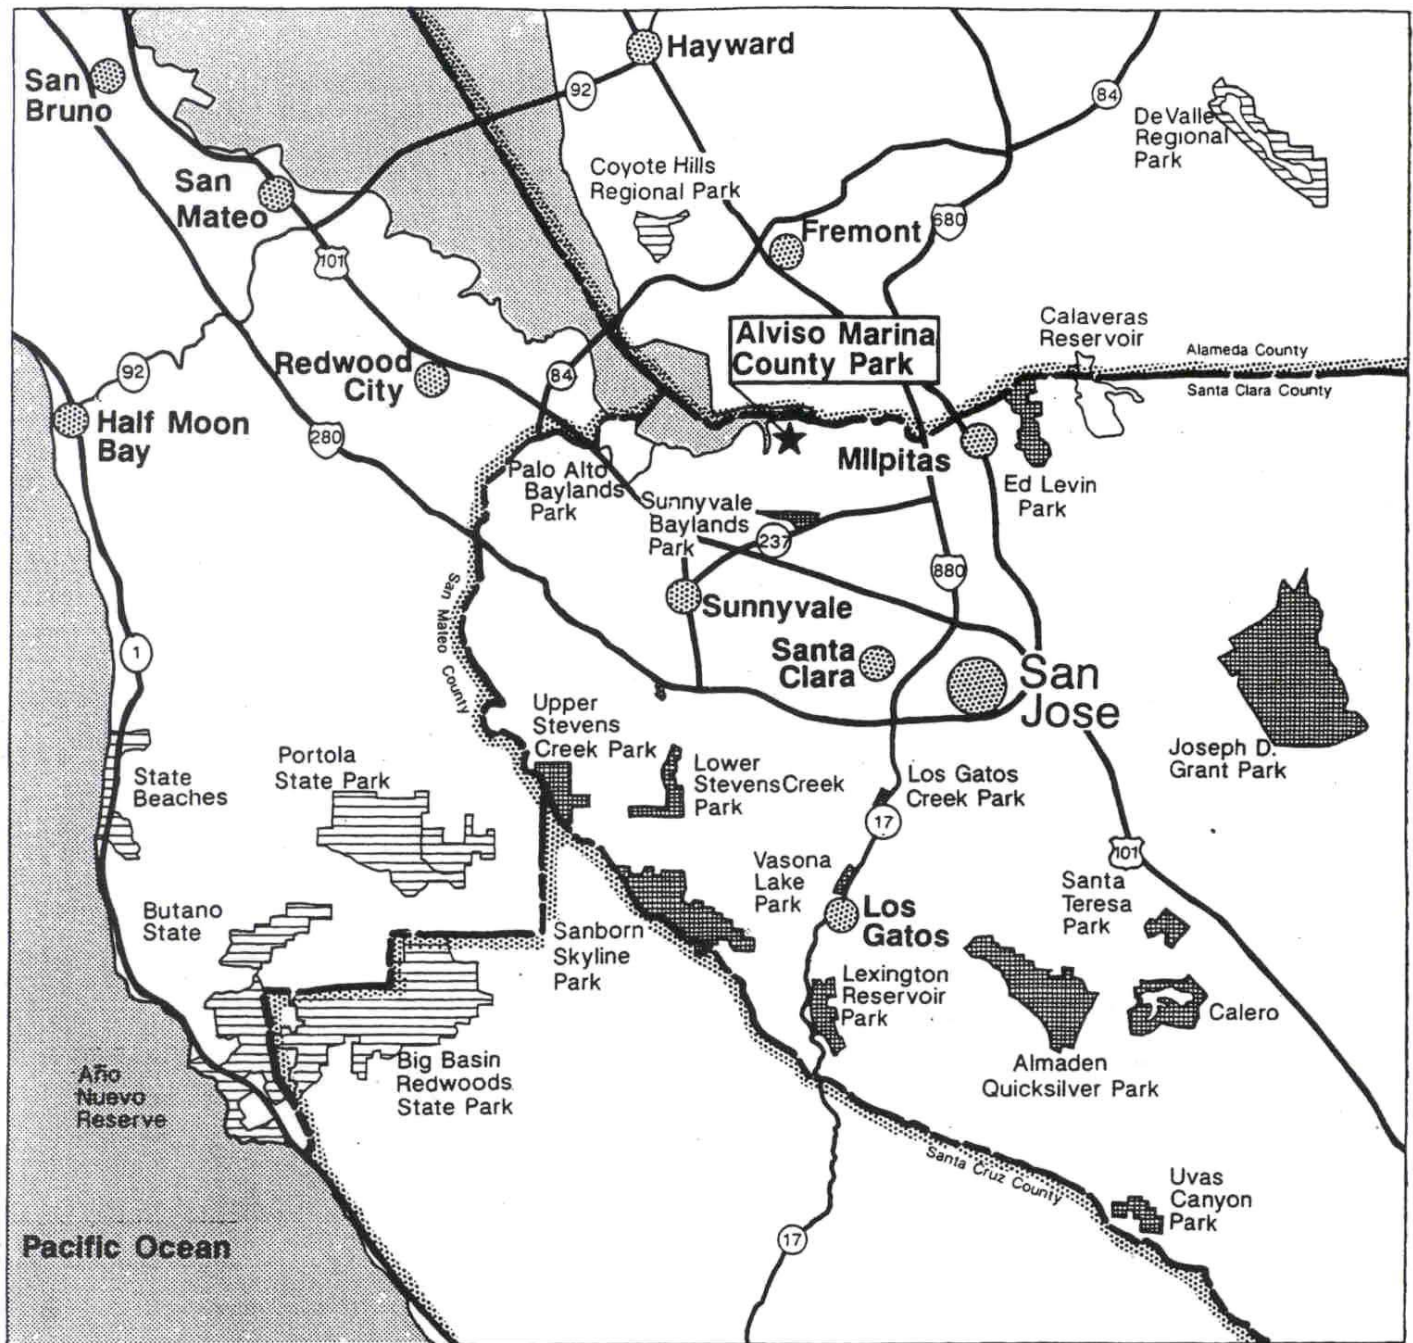 Hayward
San
Bruno
92
84
De Valle
Regional
Park
Coyote Hills
Regional Park
San
Mateo
680
Fremont
101
Alviso Marina
County Park
Calaveras
Reservoir
Alameda County
Santa Clara County
Redwood
City
84
92
Half Moon
Bay
280
Milpitas
Palo Alto
Baylands
Park
Ed Levin
Park
Sunnyvale
Baylands
Park
237
880
San Mateo County
Sunnyvale
1
Santa
Clara
San
Jose
Upper
Stevens
Creek Park
Joseph D.
Grant Park
State
Beaches
Portola
State Park
Lower
Stevens Creek
Park
Los Gatos
Creek Park
17
101
Vasona
Lake
Park
Santa
Teresa
Park
Butano
State
Los
Gatos
Sanborn
Skyline
Park
Lexington
Reservoir
Park
Calero
Almaden
Quicksilver Park
Año
Nuevo
Reserve
Big Basin
Redwoods
State Park
Santa Cruz County
Uvas
Canyon
Park
17
Pacific Ocean